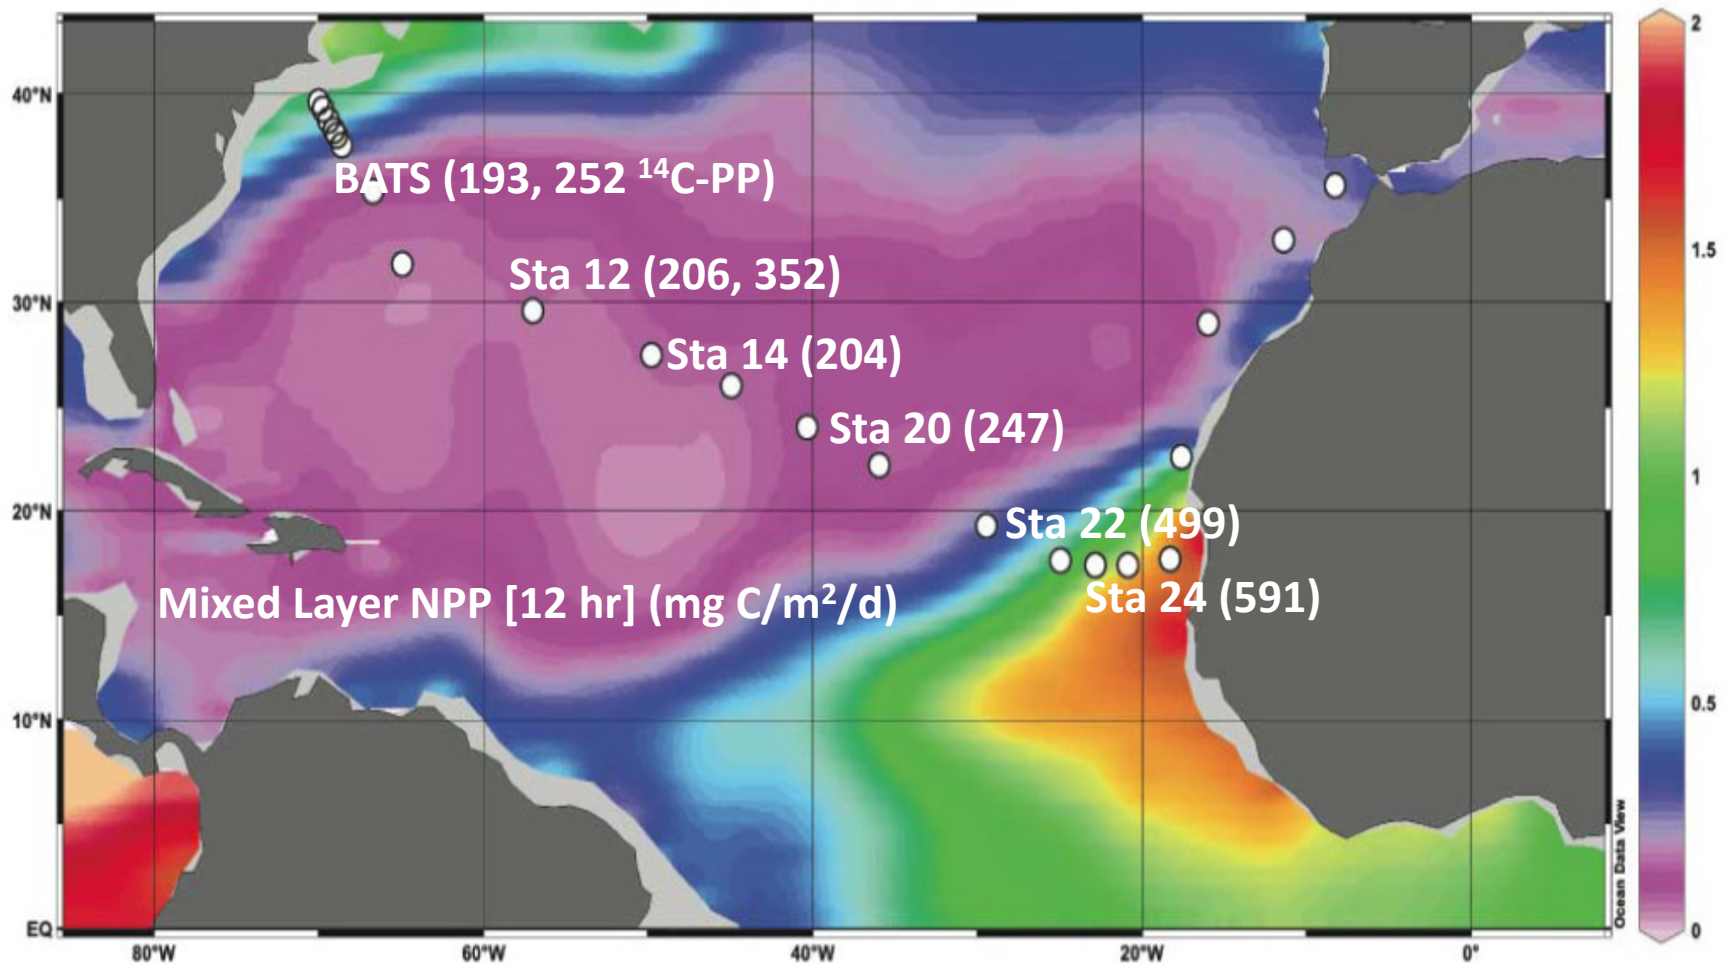 2
40°N
BATS (193, 252 ¹⁴C-PP)
1.5
Sta 12 (206, 352)
30°N
Sta 14 (204)
Sta 20 (247)
1
20°N
Sta 22 (499)
Sta 24 (591)
Mixed Layer NPP [12 hr] (mg C/m²/d)
0.5
10°N
Ocean Data View
EQ
0
80°W 60°W 40°W 20°W 0°